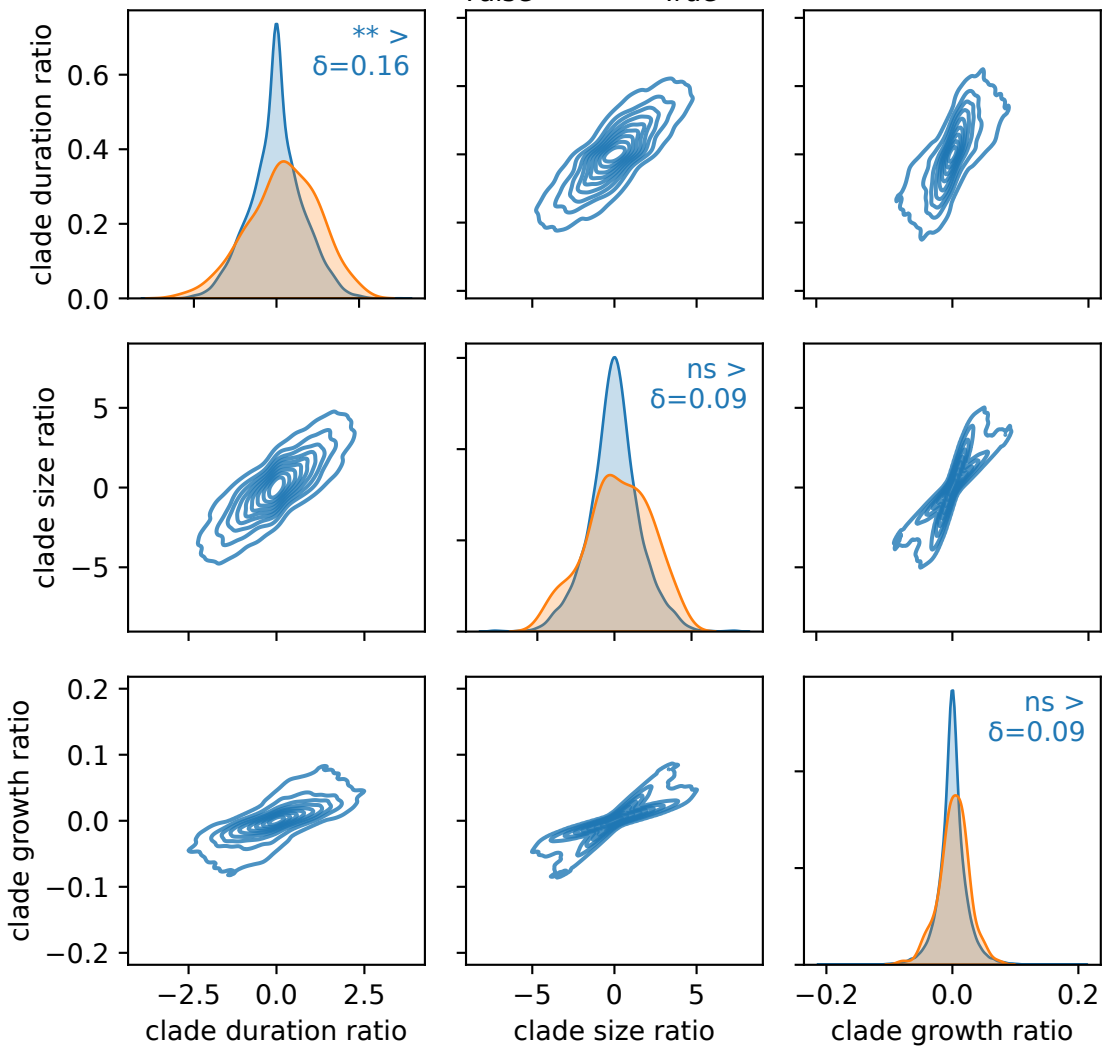 clade duration ratio
0.6
0.4
0.2
0.0
** >
δ=0.16
clade size ratio
5
0
−5
ns >
δ=0.09
clade growth ratio
0.2
0.1
0.0
−0.1
−0.2
ns >
δ=0.09
−2.5 0.0 2.5
clade duration ratio
−5 0 5
clade size ratio
−0.2 0.0 0.2
clade growth ratio